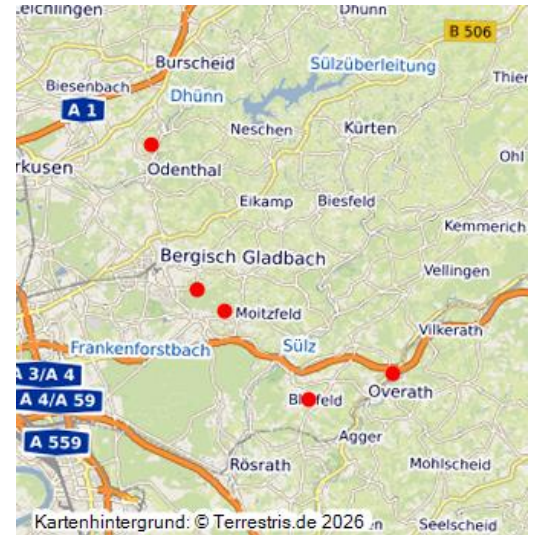 Leichlingen
Dhünn
B 506
Burscheid
Sülzüberleitung
Biesenbach
Dhünn
Thier
A 1
Neschen
Kürten
Odenthal
rkusen
Ohl
Eikamp
Biesfeld
Kemmerich
Bergisch Gladbach
Vellingen
Moitzfeld
Vilkerath
Frankenforstbach
Sülz
A 3/A 4
A 4/A 59
Overath
A 559
Agger
Rösrath
Mohlscheid
Seelscheid
Kartenhintergrund: © Terrestris.de 2026